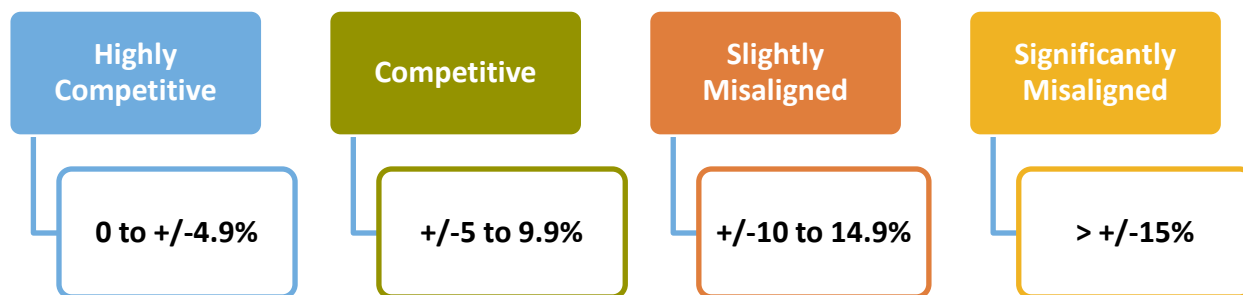 Highly
Competitive
0 to +/-4.9%
Competitive
+/-5 to 9.9%
Slightly
Misaligned
+/-10 to 14.9%
Significantly
Misaligned
> +/-15%